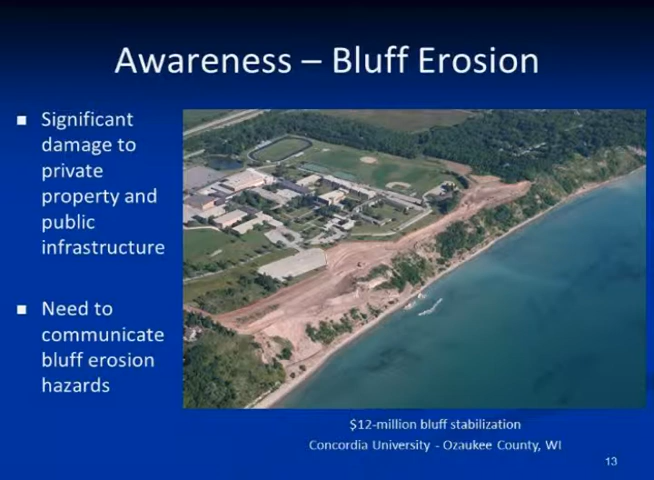 Awareness – Bluff Erosion
■ Significant
damage to
private
property and
public
infrastructure
■ Need to
communicate
bluff erosion
hazards
$12-million bluff stabilization
Concordia University - Ozaukee County, WI
13